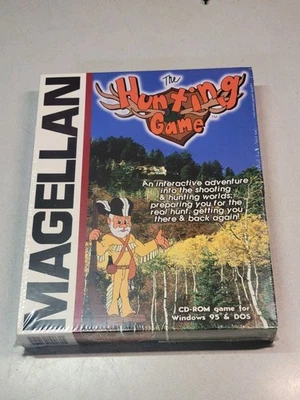 MAGELLAN
The
Hunting
Game
An interactive adventure
into the shooting
& hunting worlds;
preparing you for the
real hunt, getting you
there & back again!
CD-ROM game for
Windows 95 & DOS